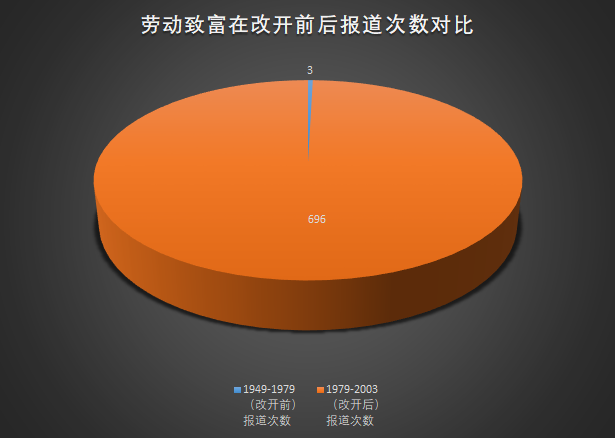 劳动致富在改开前后报道次数对比
3
696
1949-1979
（改开前）
报道次数
1979-2003
（改开后）
报道次数